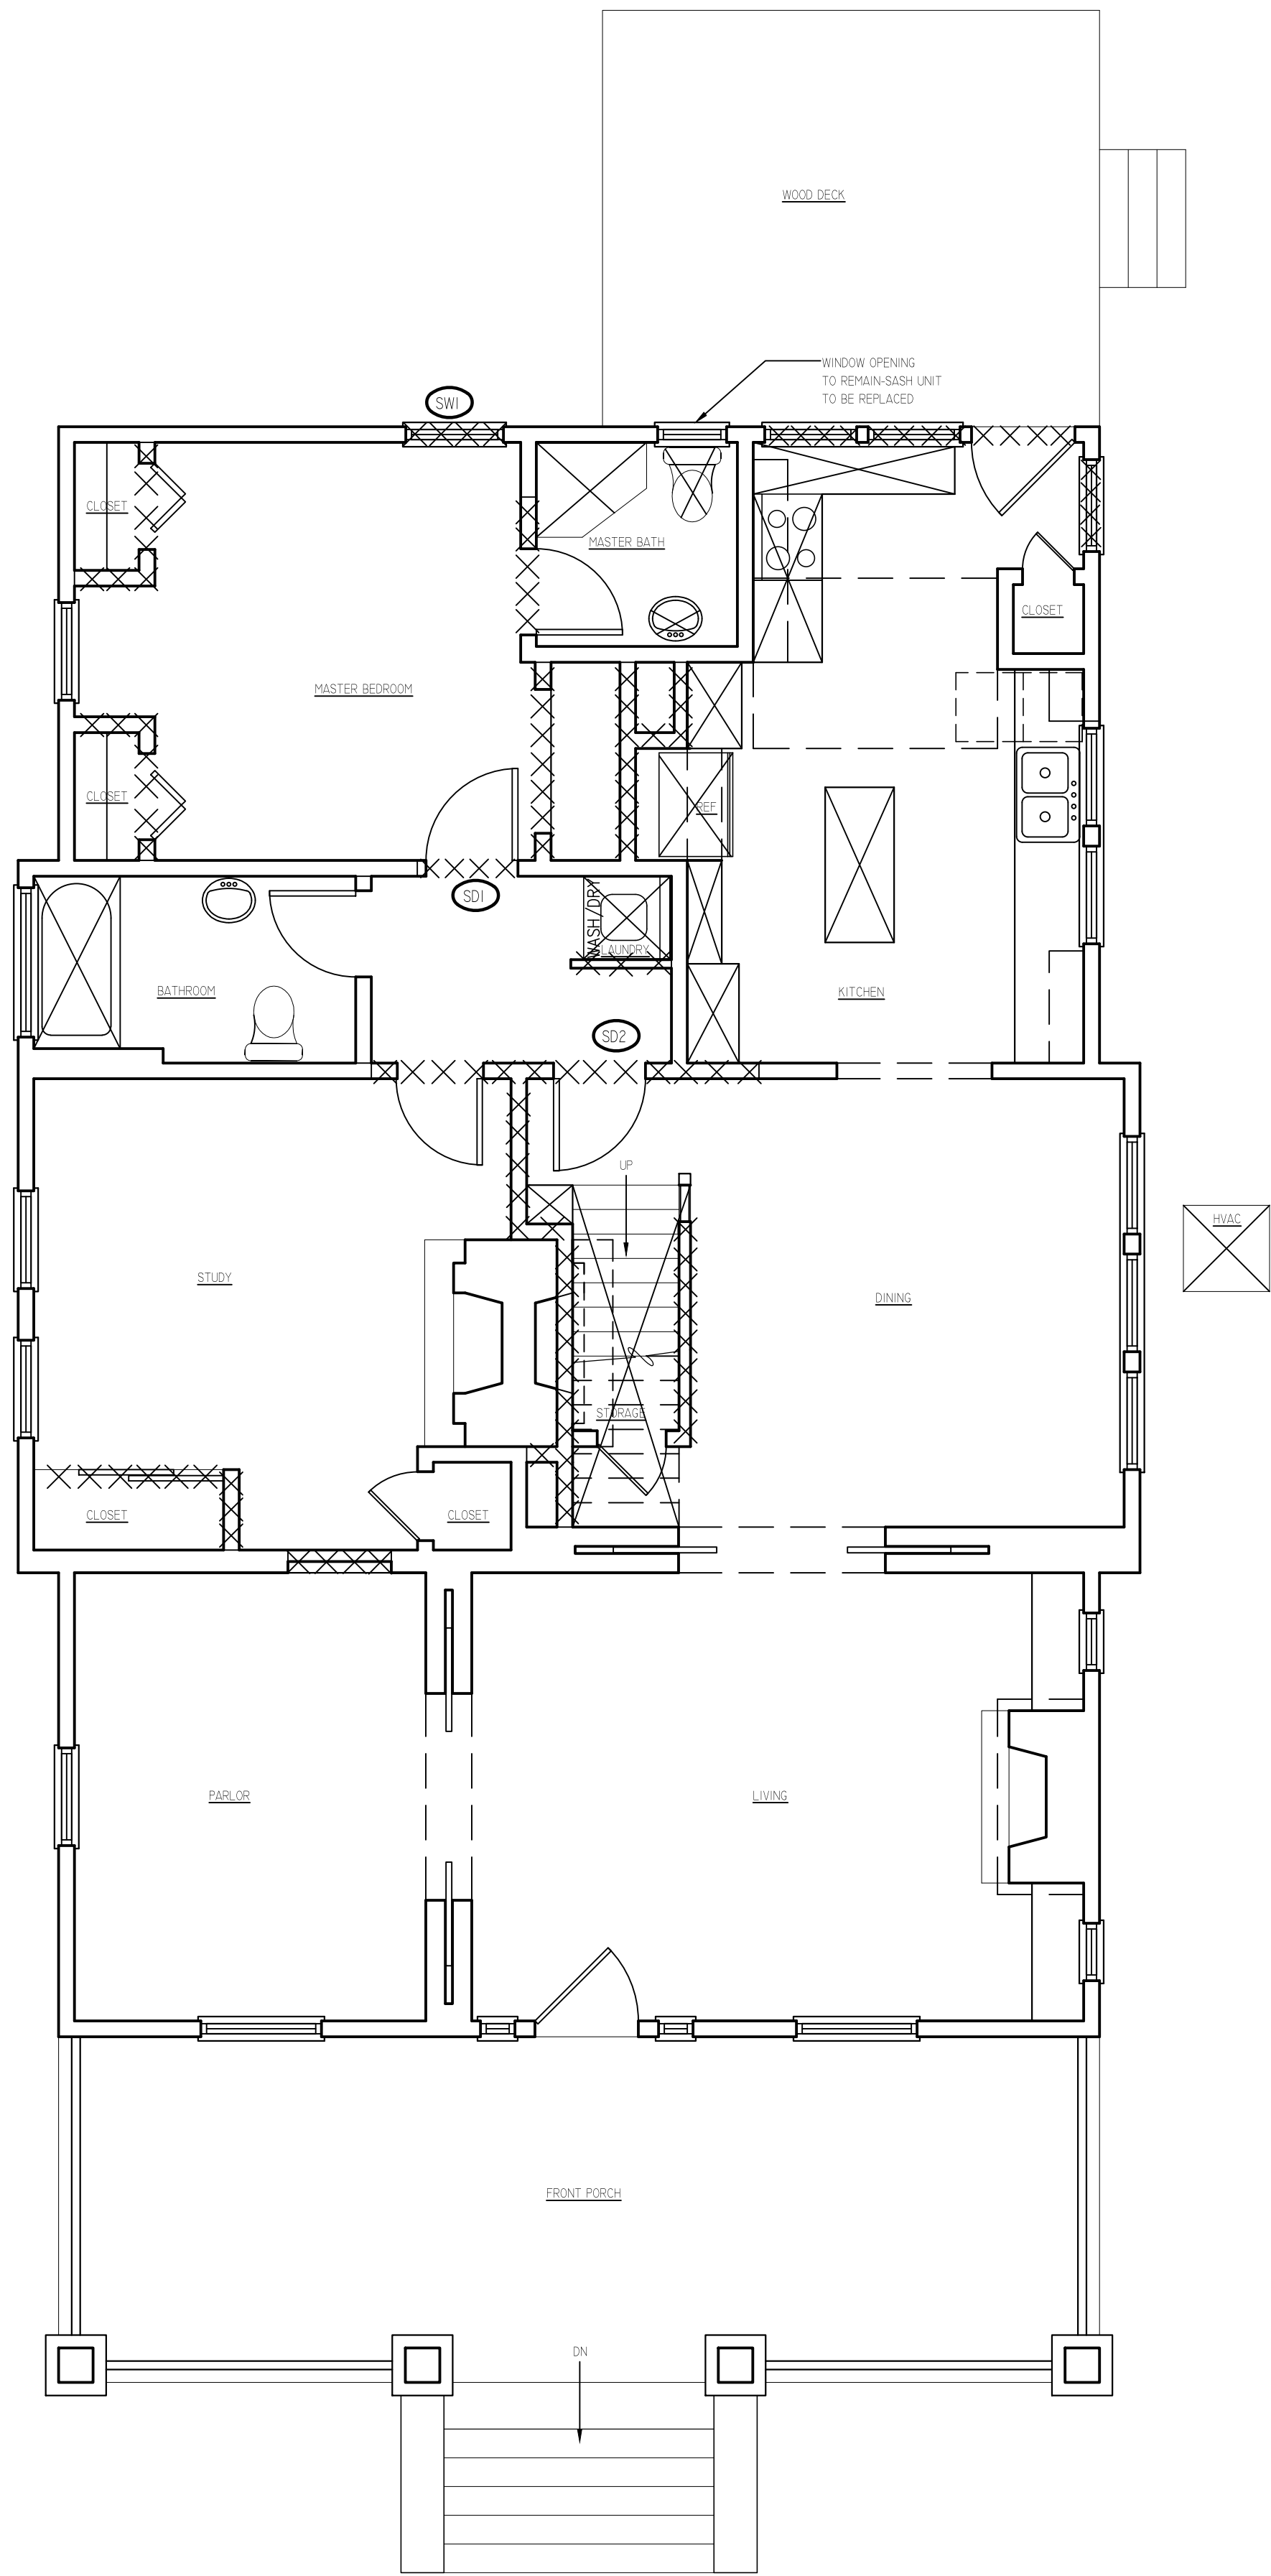 WOOD DECK
WINDOW OPENING
TO REMAIN-SASH UNIT
TO BE REPLACED
SW1
CLOSET
MASTER BATH
CLOSET
MASTER BEDROOM
CLOSET
REF
SD1
WASH/DRY
LAUNDRY
BATHROOM
KITCHEN
SD2
UP
HVAC
STUDY
DINING
STORAGE
CLOSET
CLOSET
PARLOR
LIVING
FRONT PORCH
DN